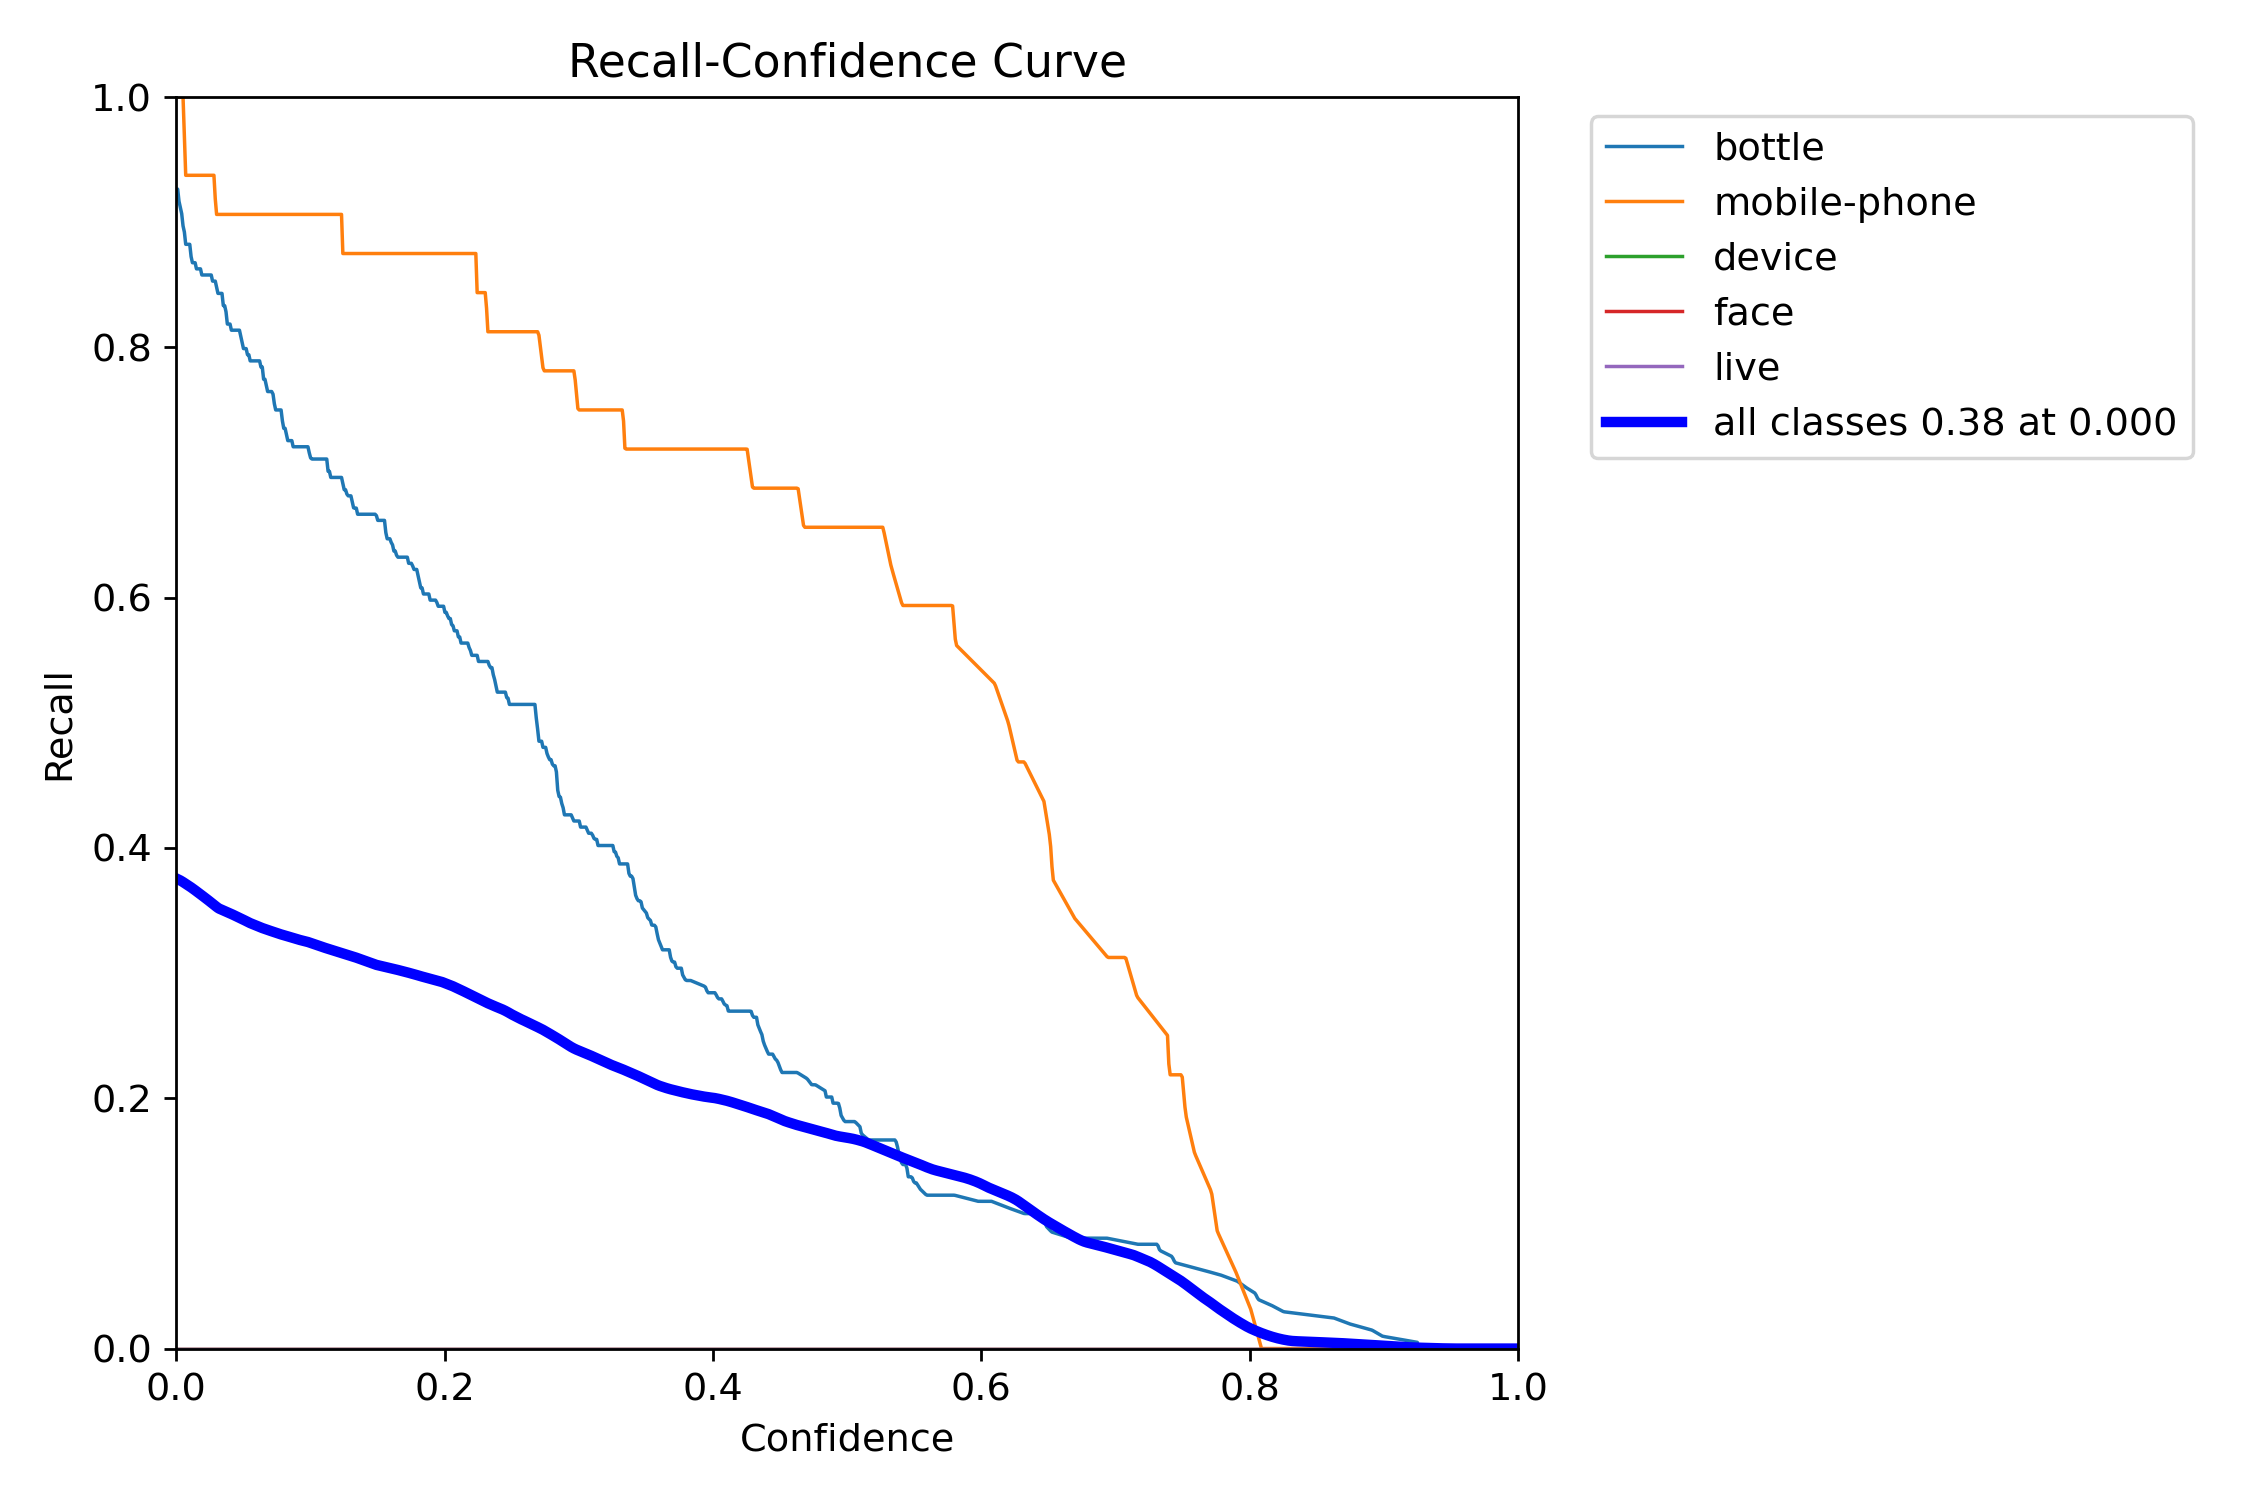 Recall-Confidence Curve
1.0
0.8
0.6
0.4
0.2
0.0
Recall
0.0 0.2 0.4 0.6 0.8 1.0
Confidence
bottle
mobile-phone
device
face
live
all classes 0.38 at 0.000